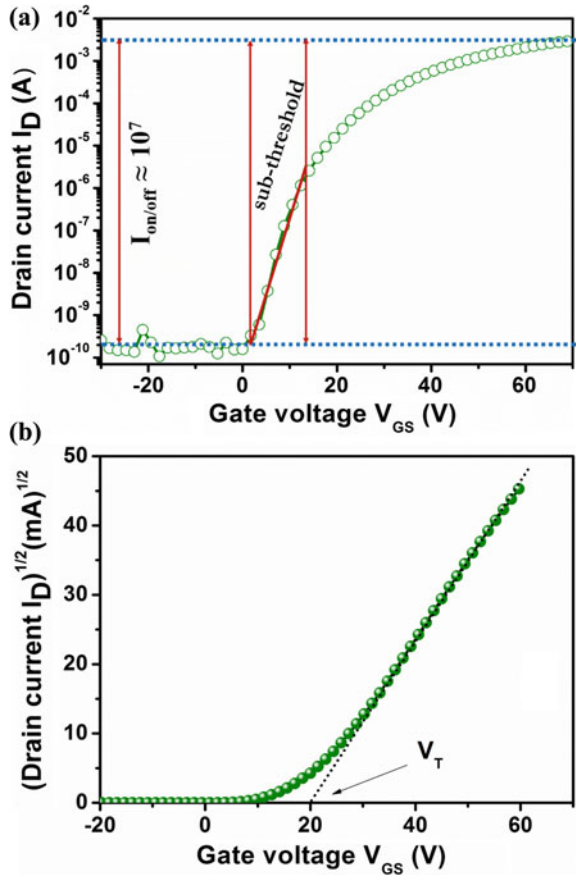 (a)
Drain current I_D (A)
10^-2
10^-3
10^-4
10^-5
10^-6
10^-7
10^-8
10^-9
10^-10
I_on/off ≈ 10^7
sub-threshold
-20 0 20 40 60
Gate voltage V_GS (V)
(b)
(Drain current I_D)^1/2 (mA)^1/2
50
40
30
20
10
0
V_T
-20 0 20 40 60
Gate voltage V_GS (V)